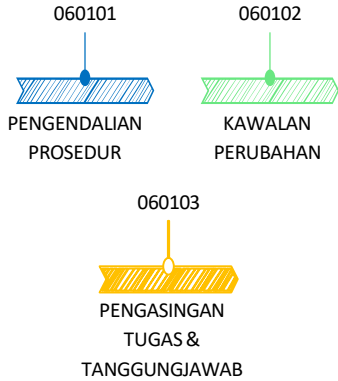 060101
PENGENDALIAN
PROSEDUR
060102
KAWALAN
PERUBAHAN
060103
PENGASINGAN
TUGAS &
TANGGUNGJAWAB